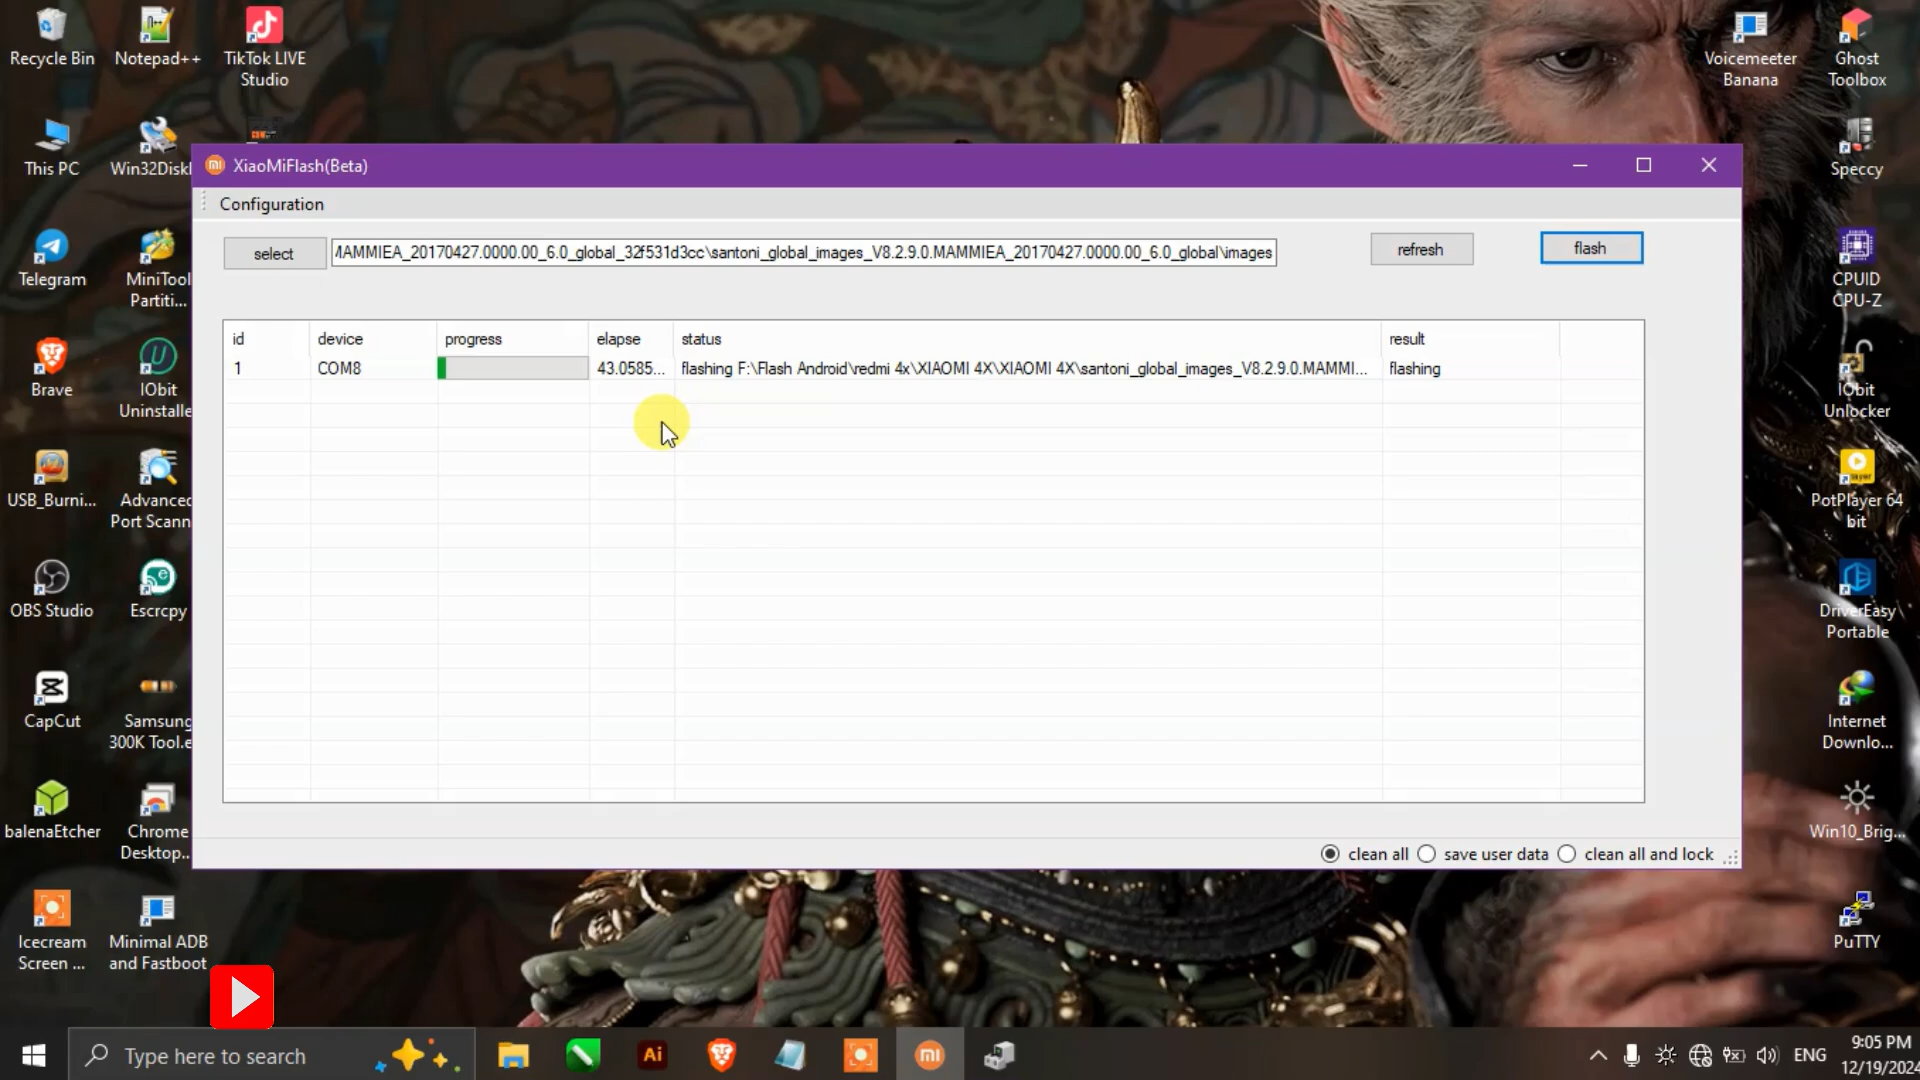 Recycle Bin
Notepad++
TikTok LIVE
Studio
Voicemeeter
Banana
Ghost
Toolbox
This PC
Win32Diskl
Speccy
XiaoMiFlash(Beta)
Configuration
select
MAMMIEA_20170427.0000.00_6.0_global_32f531d3cc\santoni_global_images_V8.2.9.0.MAMMIEA_20170427.0000.00_6.0_global\images
refresh
flash
id
device
progress
elapse
status
result
1
COM8
43.0585...
flashing F:\Flash Android\redmi 4x\XIAOMI 4X\XIAOMI 4X\santoni_global_images_V8.2.9.0.MAMMI...
flashing
clean all
save user data
clean all and lock
Telegram
MiniTool
Partiti...
CPUID
CPU-Z
Brave
IObit
Uninstalle
IObit
Unlocker
USB_Burni...
Advanced
Port Scann
PotPlayer 64
bit
OBS Studio
Escrcpy
DriverEasy
Portable
CapCut
Samsung
300K Tool.e
Internet
Downlo...
balenaEtcher
Chrome
Desktop...
Win10_Brig...
Icecream
Screen ...
Minimal ADB
and Fastboot
PuTTY
Type here to search
Ai
ENG
9:05 PM
12/19/2024